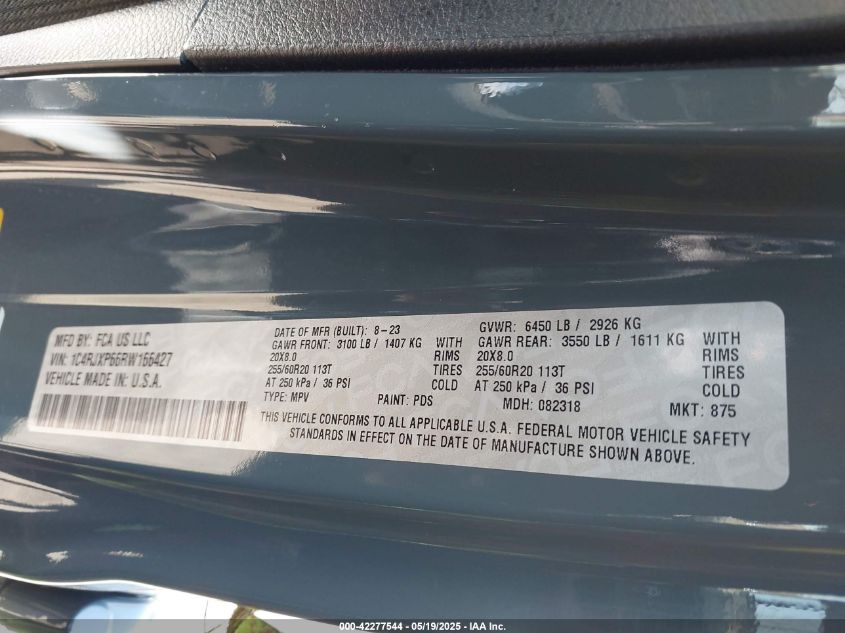 MFD BY: FCA US LLC
VIN: 1C4RJXP66RW156427
VEHICLE MADE IN U.S.A.
DATE OF MFR (BUILT): 8-23 GVWR: 6450 LB / 2926 KG
GAWR FRONT: 3100 LB / 1407 KG WITH GAWR REAR: 3550 LB / 1611 KG WITH
20X8.0 RIMS 20X8.0 RIMS
255/60R20 113T TIRES 255/60R20 113T TIRES
AT 250 kPa / 36 PSI COLD AT 250 kPa / 36 PSI COLD
TYPE: MPV PAINT: PDS MDH: 082318 MKT: 875
THIS VEHICLE CONFORMS TO ALL APPLICABLE U.S.A. FEDERAL MOTOR VEHICLE SAFETY
STANDARDS IN EFFECT ON THE DATE OF MANUFACTURE SHOWN ABOVE.
000-42277544 - 05/19/2025 - IAA Inc.